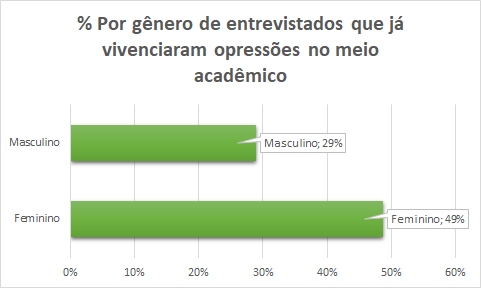 % Por gênero de entrevistados que já
vivenciaram opressões no meio
acadêmico
Masculino
Masculino; 29%
Feminino
Feminino; 49%
0%
10%
20%
30%
40%
50%
60%